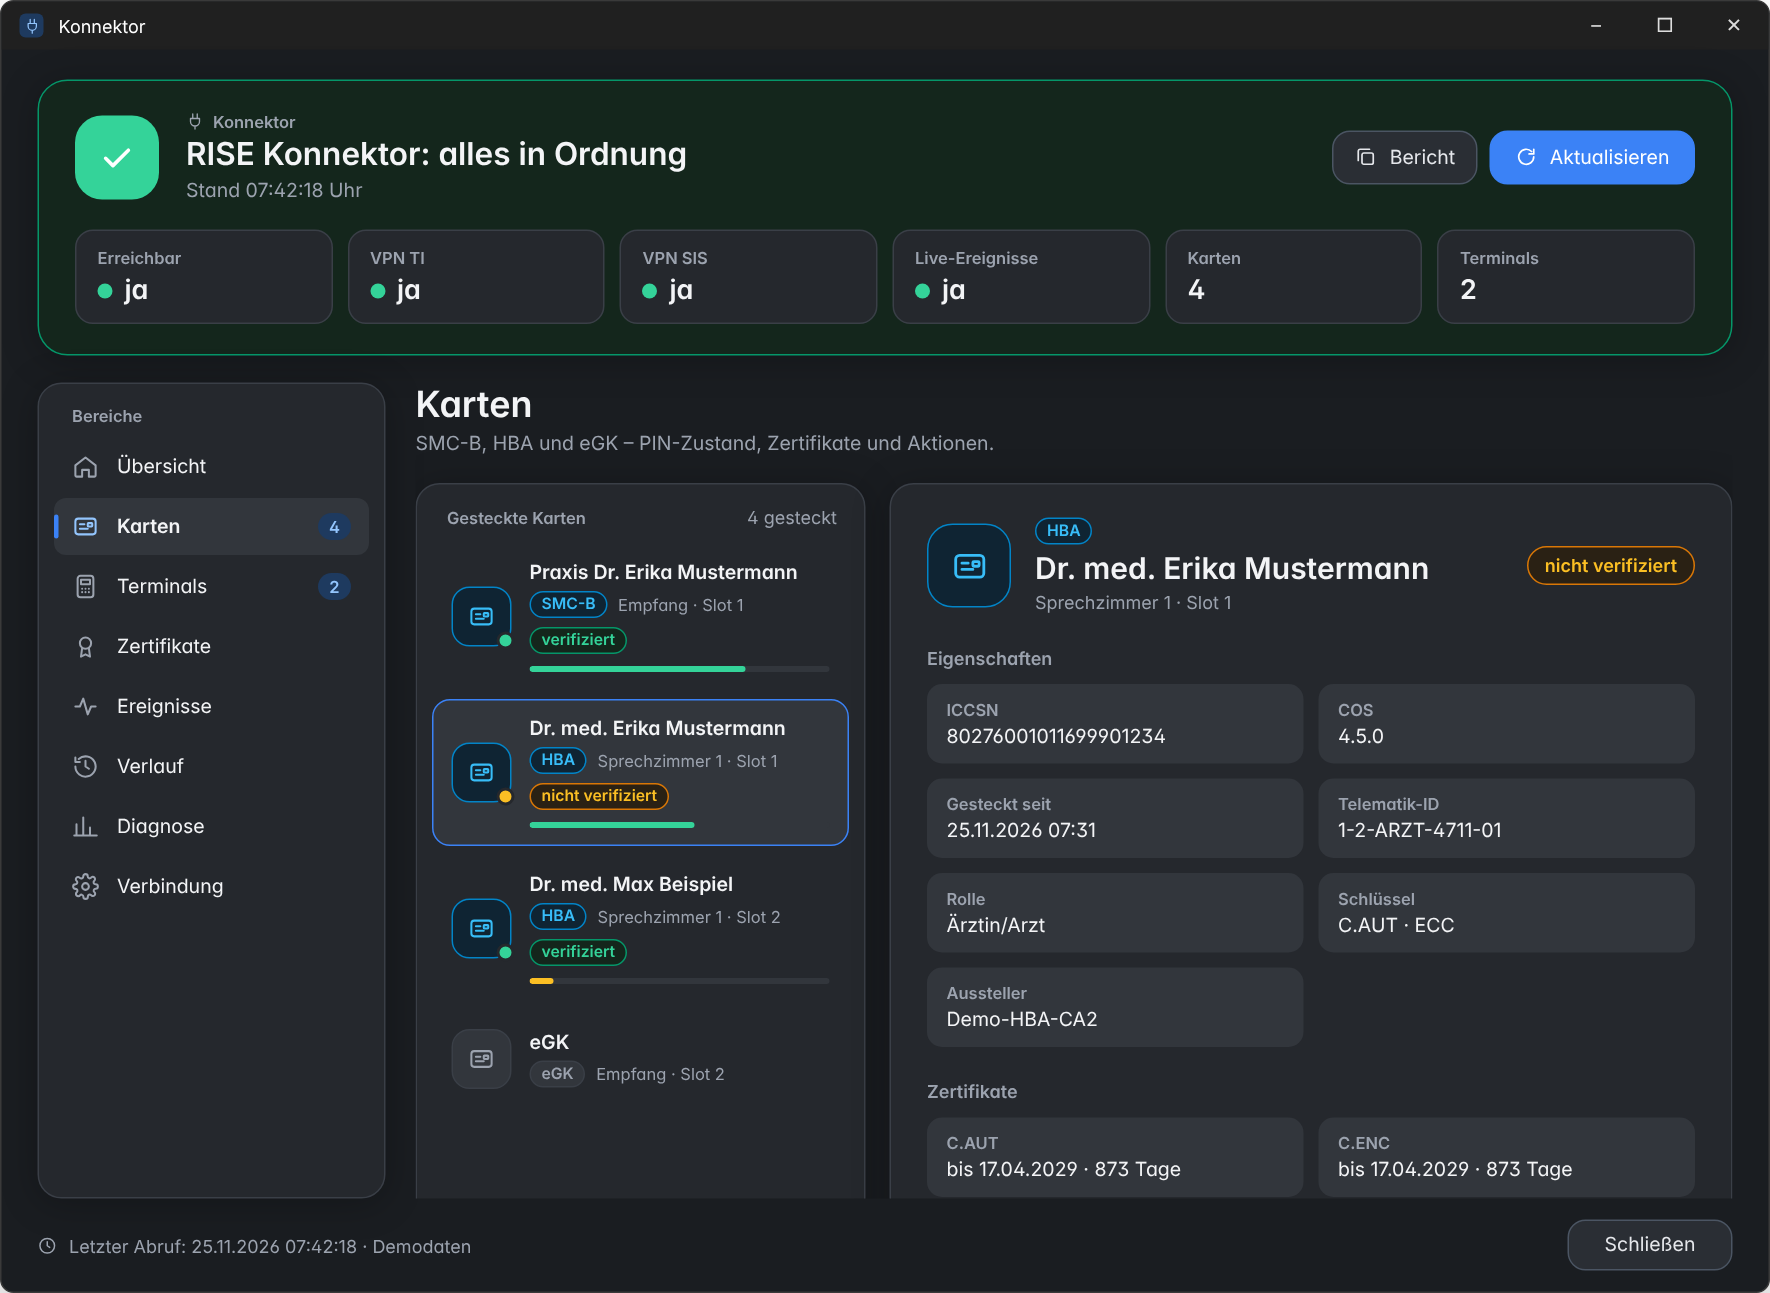 Konnektor
Konnektor
RISE Konnektor: alles in Ordnung
Stand 07:42:18 Uhr
Bericht
Aktualisieren
Erreichbar
ja
VPN TI
ja
VPN SIS
ja
Live-Ereignisse
ja
Karten
4
Terminals
2
Bereiche
Übersicht
Karten 4
Terminals 2
Zertifikate
Ereignisse
Verlauf
Diagnose
Verbindung
Karten
SMC-B, HBA und eGK – PIN-Zustand, Zertifikate und Aktionen.
Gesteckte Karten 4 gesteckt
Praxis Dr. Erika Mustermann
SMC-B Empfang · Slot 1
verifiziert
Dr. med. Erika Mustermann
HBA Sprechzimmer 1 · Slot 1
nicht verifiziert
Dr. med. Max Beispiel
HBA Sprechzimmer 1 · Slot 2
verifiziert
eGK
eGK Empfang · Slot 2
HBA
Dr. med. Erika Mustermann
Sprechzimmer 1 · Slot 1
nicht verifiziert
Eigenschaften
ICCSN
80276001011699901234
COS
4.5.0
Gesteckt seit
25.11.2026 07:31
Telematik-ID
1-2-ARZT-4711-01
Rolle
Ärztin/Arzt
Schlüssel
C.AUT · ECC
Aussteller
Demo-HBA-CA2
Zertifikate
C.AUT
bis 17.04.2029 · 873 Tage
C.ENC
bis 17.04.2029 · 873 Tage
Letzter Abruf: 25.11.2026 07:42:18 · Demodaten
Schließen